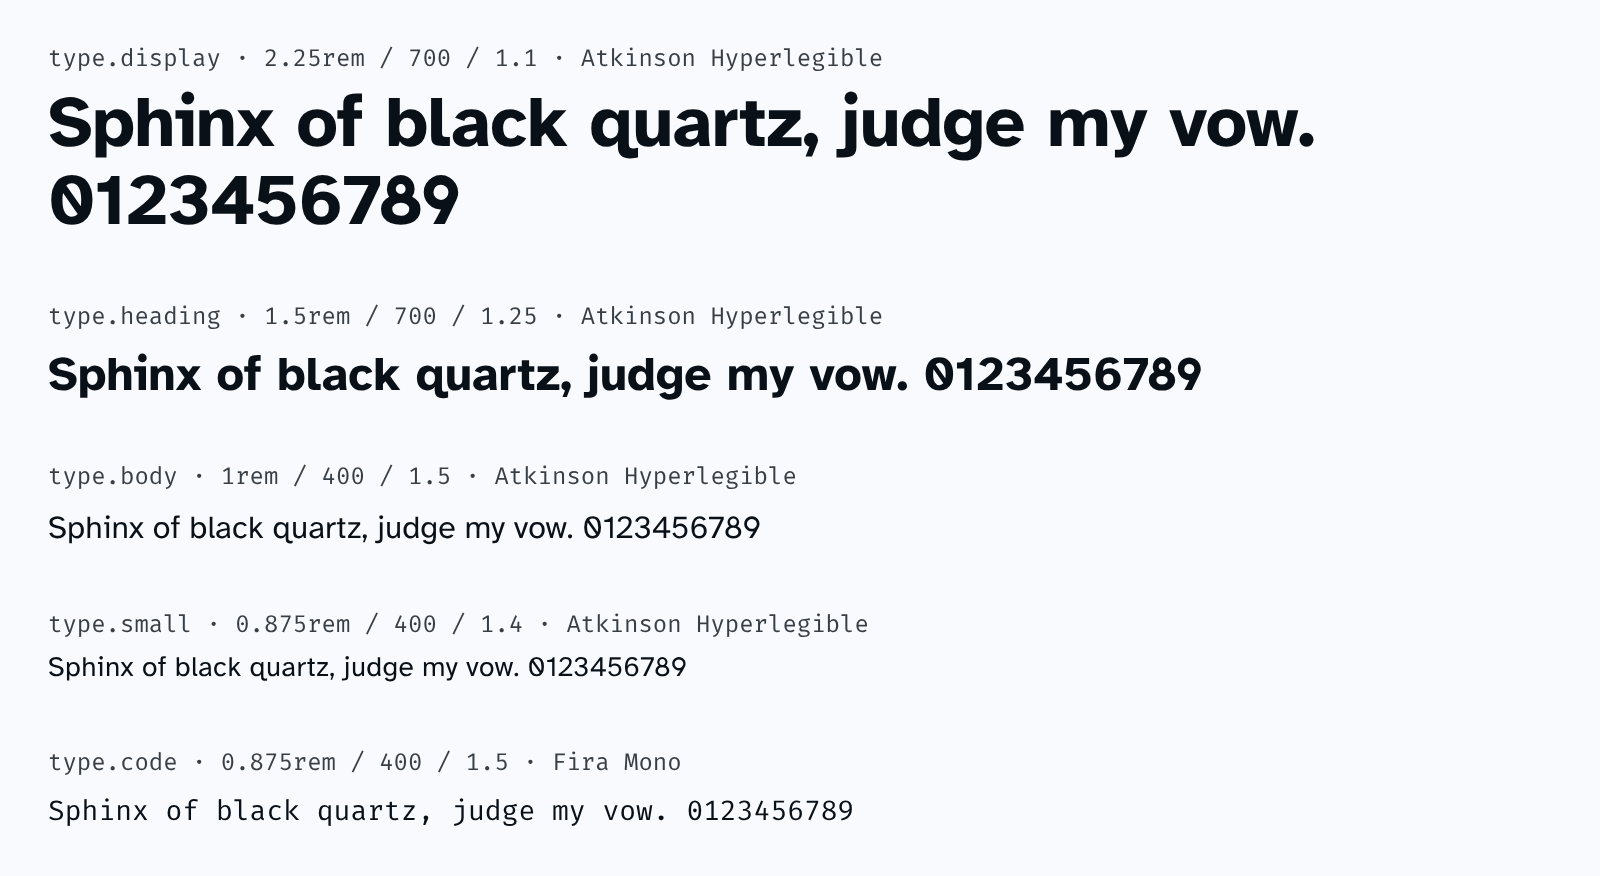 type.display · 2.25rem / 700 / 1.1 · Atkinson Hyperlegible
Sphinx of black quartz, judge my vow.
0123456789
type.heading · 1.5rem / 700 / 1.25 · Atkinson Hyperlegible
Sphinx of black quartz, judge my vow. 0123456789
type.body · 1rem / 400 / 1.5 · Atkinson Hyperlegible
Sphinx of black quartz, judge my vow. 0123456789
type.small · 0.875rem / 400 / 1.4 · Atkinson Hyperlegible
Sphinx of black quartz, judge my vow. 0123456789
type.code · 0.875rem / 400 / 1.5 · Fira Mono
Sphinx of black quartz, judge my vow. 0123456789